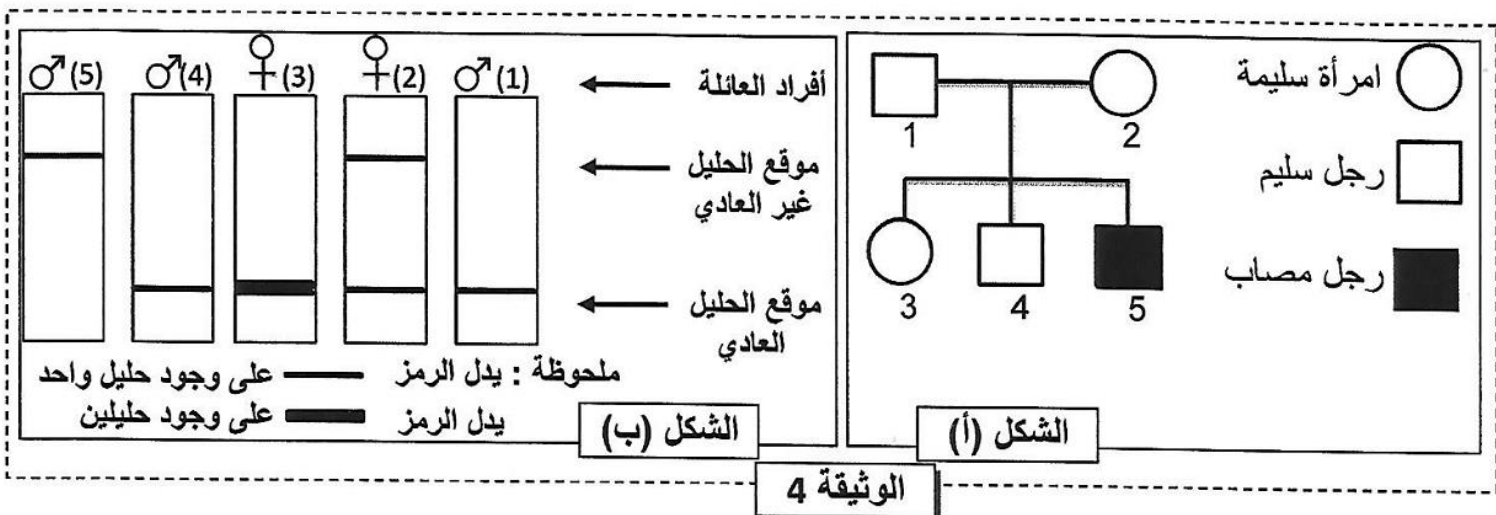 امرأة سليمة
رجل سليم
رجل مصاب
1
2
3
4
5
الشكل (أ)
♂(5) ♂(4) ♀(3) ♀(2) ♂(1)
أفراد العائلة
موقع الحليل
غير العادي
موقع الحليل
العادي
ملحوظة : يدل الرمز على وجود حليل واحد
يدل الرمز على وجود حليلين
الشكل (ب)
الوثيقة 4